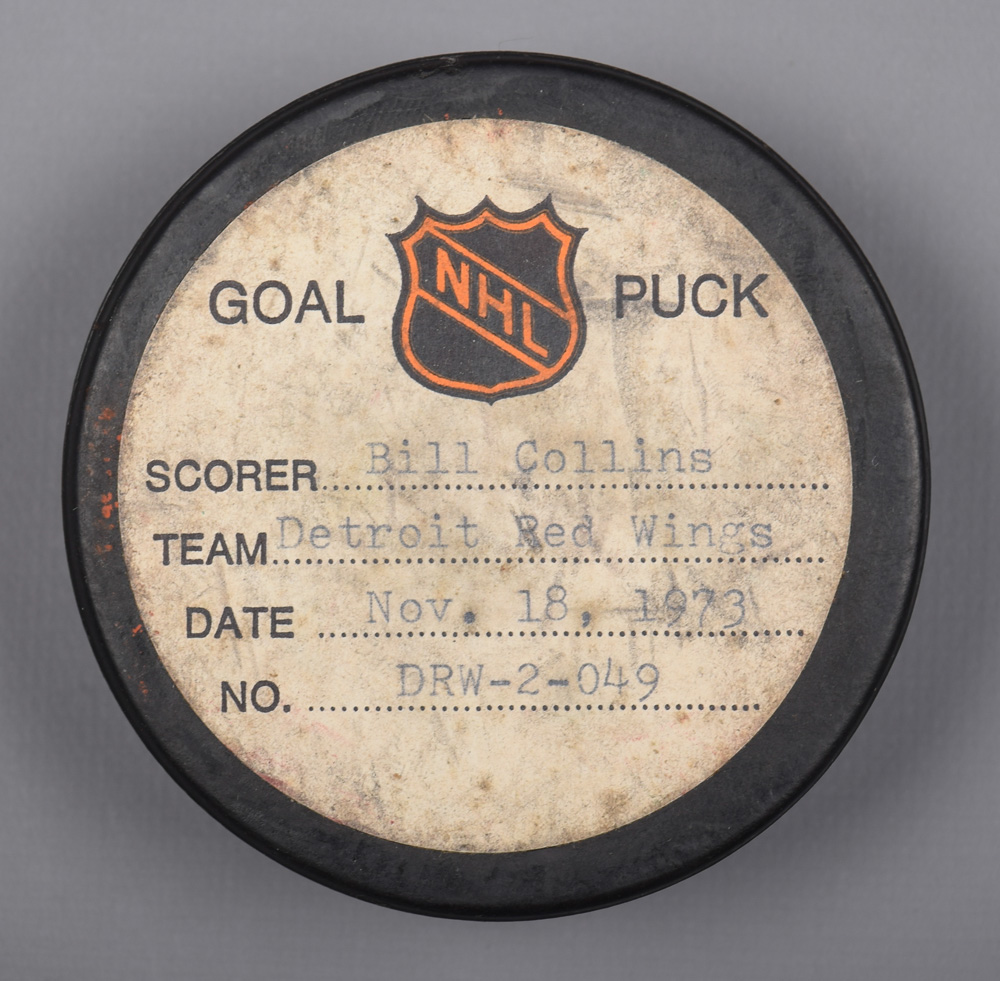 GOAL NHL PUCK
SCORER Bill Collins
TEAM Detroit Red Wings
DATE Nov. 18, 1973
NO. DRW-2-049